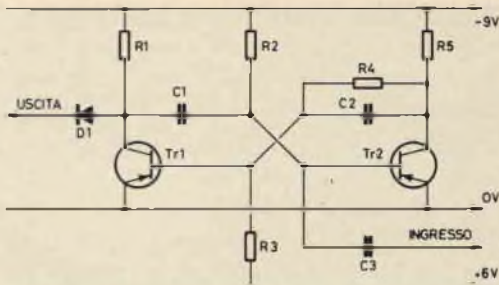 -9V
R1
R2
R5
R4
USCITA
C1
C2
D1
Tr1
Tr2
0V
R3
INGRESSO
C3
+6V